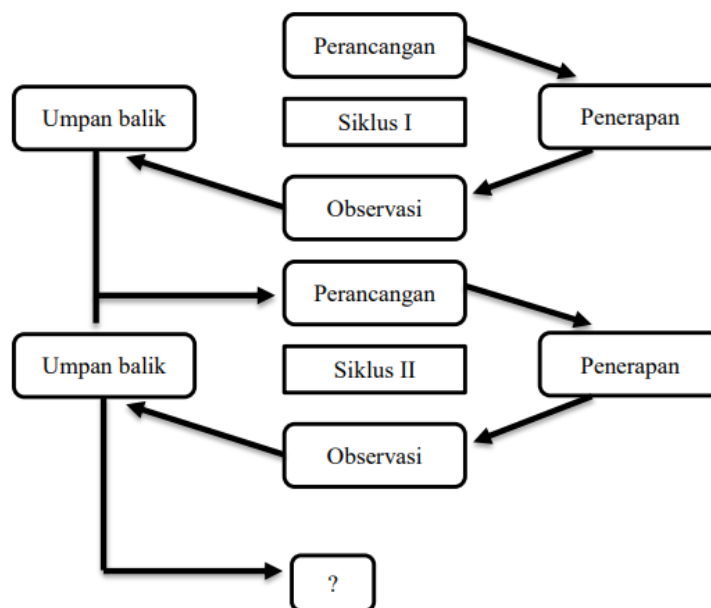 Perancangan
Umpan balik
Siklus I
Penerapan
Observasi
Perancangan
Umpan balik
Siklus II
Penerapan
Observasi
?